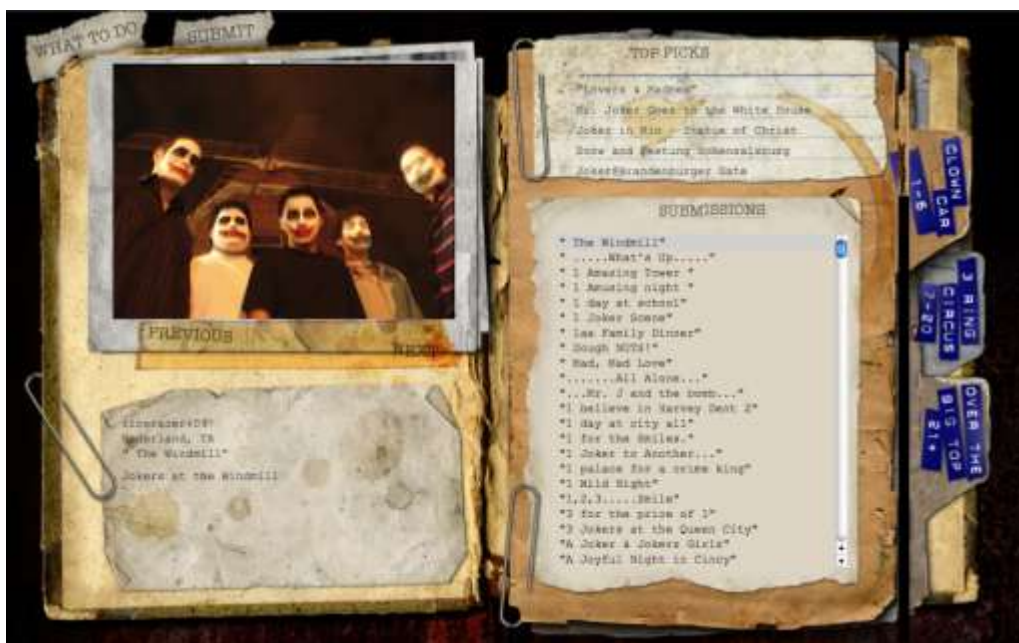 WHAT TO DO
SUBMIT
PREVIOUS
NEXT
Nederland, TX
" The Windmill"
Jokers at the Windmill
TOP PICKS
"Lovers & Madmen"
Mr. Joker Goes to the White House
Joker in Rio - Statue of Christ
Joker@Brandenburger Gate
SUBMISSIONS
" The Windmill"
" .....What's Up....."
" 1 Amusing Tower "
" 1 Amusing night "
" 1 day at school"
" 1 Joker Scene"
Family Dinner"
" Dough NUTS!"
" Mad, Mad Love"
".......All Alone..."
"...Mr. J and the bomb..."
"I believe in Harvey Dent 2"
"1 day at city all"
"1 for the Smiles."
"1 Joker to Another..."
"1 palace for a crime king"
"1 Wild Night"
"1,2,3.....Smile"
"3 for the price of 1"
"3 Jokers at the Queen City"
"A Joker & Jokers Girls"
"A Joyful Night in Cincy"
CLOWN CAR 1-6
3 RING CIRCUS 7-20
OVER THE BIG TOP 21+